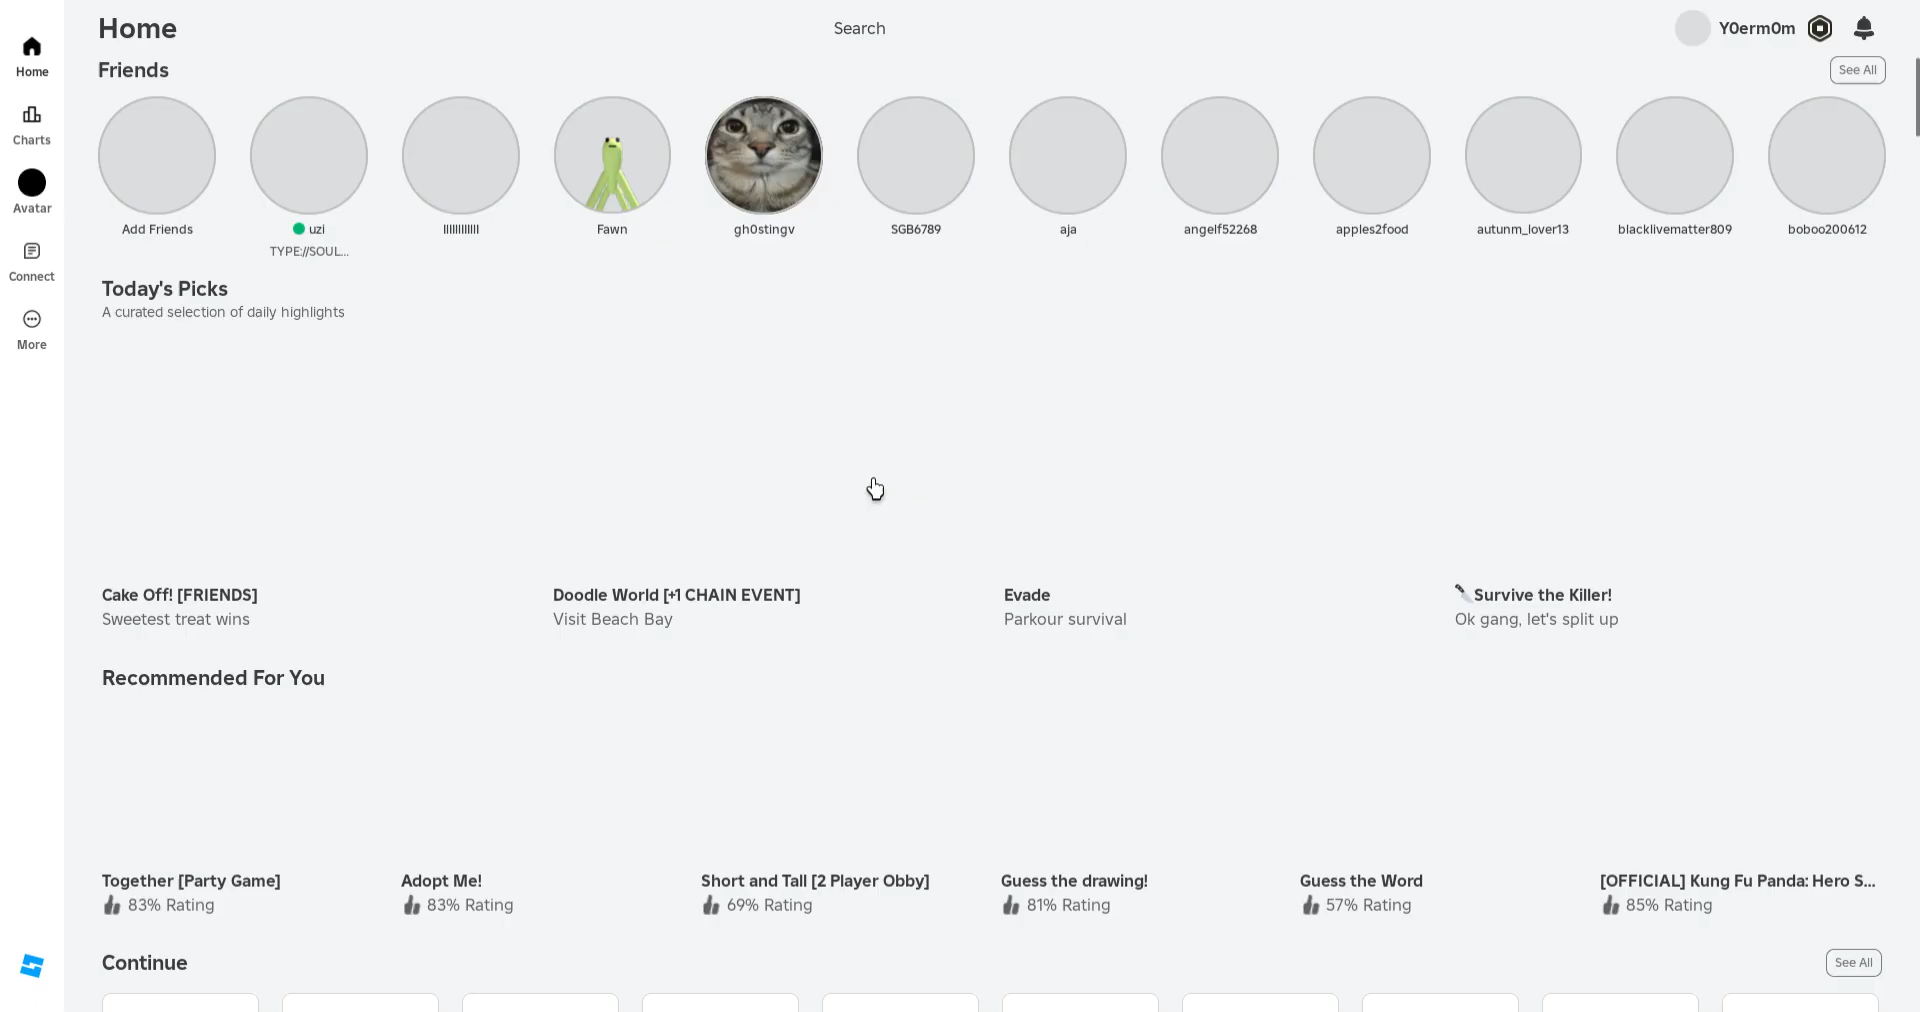 Home
Search
Y0erm0m
Home
Charts
Avatar
Connect
More
Friends
See All
Add Friends
uzi
TYPE://SOUL...
Fawn
gh0stingv
SGB6789
aja
angelf52268
apples2food
autunm_lover13
blacklivematter809
boboo200612
Today's Picks
A curated selection of daily highlights
Cake Off! [FRIENDS]
Sweetest treat wins
Doodle World [+1 CHAIN EVENT]
Visit Beach Bay
Evade
Parkour survival
Survive the Killer!
Ok gang, let's split up
Recommended For You
Together [Party Game]
83% Rating
Adopt Me!
83% Rating
Short and Tall [2 Player Obby]
69% Rating
Guess the drawing!
81% Rating
Guess the Word
57% Rating
[OFFICIAL] Kung Fu Panda: Hero S...
85% Rating
Continue
See All